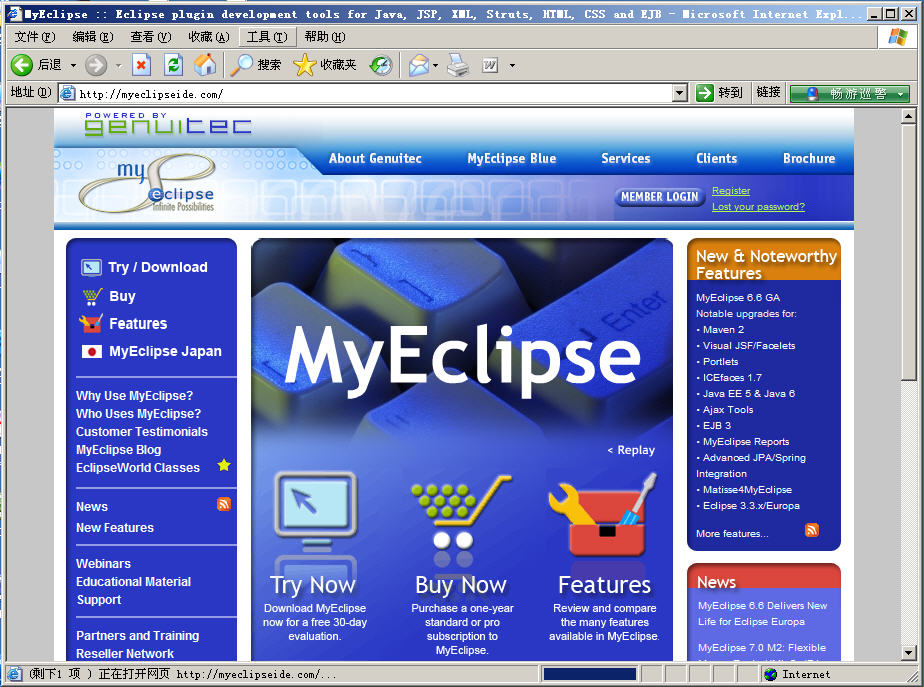 MyEclipse :: Eclipse plugin development tools for Java, JSP, XML, Struts, HTML, CSS and EJB - Microsoft Internet Expl...
文件(F) 编辑(E) 查看(V) 收藏(A) 工具(T) 帮助(H)
后退 搜索 收藏夹
地址(D) http://myeclipseide.com/ 转到 链接 畅游巡警
POWERED BY
genuitec
my eclipse
Infinite Possibilities
About Genuitec MyEclipse Blue Services Clients Brochure
MEMBER LOGIN
Register
Lost your password?
Try / Download
Buy
Features
MyEclipse Japan
Why Use MyEclipse?
Who Uses MyEclipse?
Customer Testimonials
MyEclipse Blog
EclipseWorld Classes
News
New Features
Webinars
Educational Material
Support
Partners and Training
Reseller Network
Enter
MyEclipse
< Replay
Try Now
Download MyEclipse
now for a free 30-day
evaluation.
Buy Now
Purchase a one-year
standard or pro
subscription to
MyEclipse.
Features
Review and compare
the many features
available in MyEclipse.
New & Noteworthy
Features
MyEclipse 6.6 GA
Notable upgrades for:
• Maven 2
• Visual JSF/Facelets
• Portlets
• ICEfaces 1.7
• Java EE 5 & Java 6
• Ajax Tools
• EJB 3
• MyEclipse Reports
• Advanced JPA/Spring
Integration
• Matisse4MyEclipse
• Eclipse 3.3.x/Europa
More features...
News
MyEclipse 6.6 Delivers New
Life for Eclipse Europa
MyEclipse 7.0 M2: Flexible
(剩下1 项 ) 正在打开网页 http://myeclipseide.com/... Internet